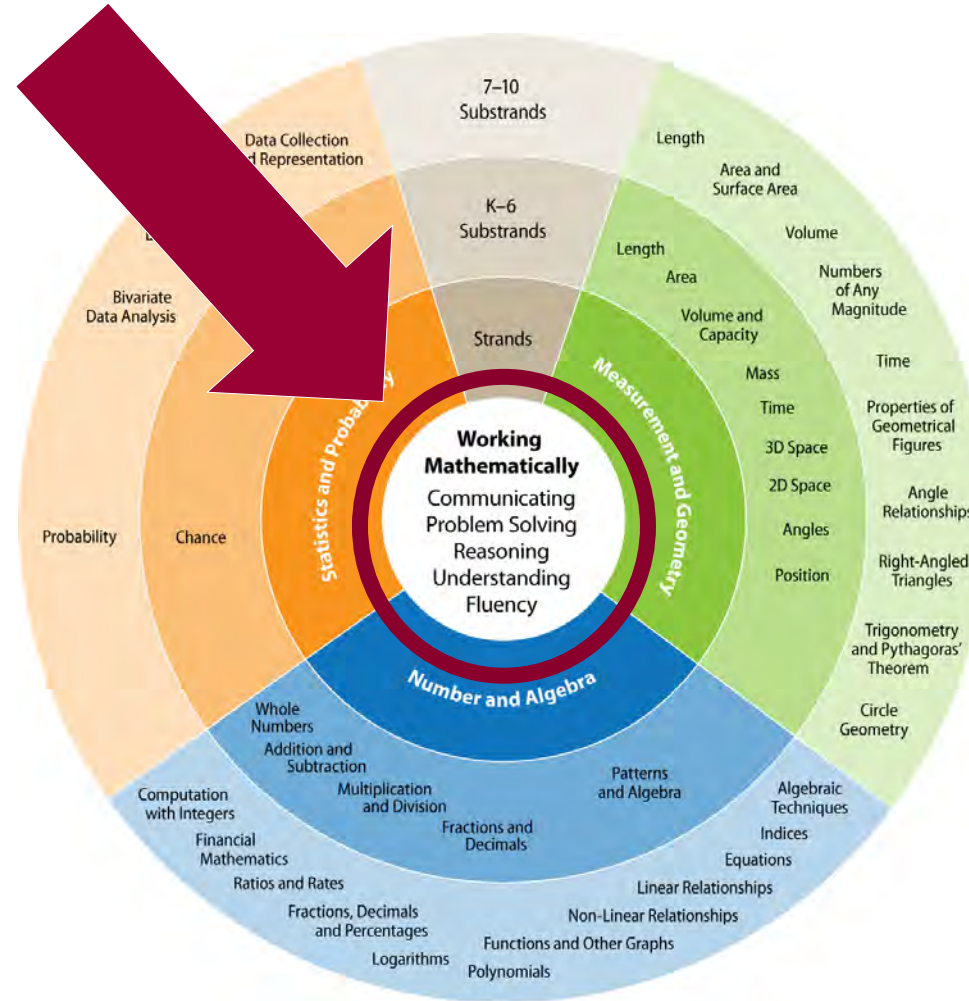 7–10
Substrands
K–6
Substrands
Strands
Data Collection
Representation
Bivariate
Data Analysis
Probability
Chance
Statistics and Probability
Length
Area and
Surface Area
Volume
Numbers
of Any
Magnitude
Time
Properties of
Geometrical
Figures
Angle
Relationships
Right-Angled
Triangles
Trigonometry
and Pythagoras'
Theorem
Circle
Geometry
Length
Area
Volume and
Capacity
Mass
Time
3D Space
2D Space
Angles
Position
Measurement and Geometry
Working
Mathematically
Communicating
Problem Solving
Reasoning
Understanding
Fluency
Number and Algebra
Whole
Numbers
Addition and
Subtraction
Multiplication
and Division
Fractions and
Decimals
Patterns
and Algebra
Computation
with Integers
Financial
Mathematics
Ratios and Rates
Fractions, Decimals
and Percentages
Logarithms
Polynomials
Functions and Other Graphs
Non-Linear Relationships
Linear Relationships
Equations
Indices
Algebraic
Techniques